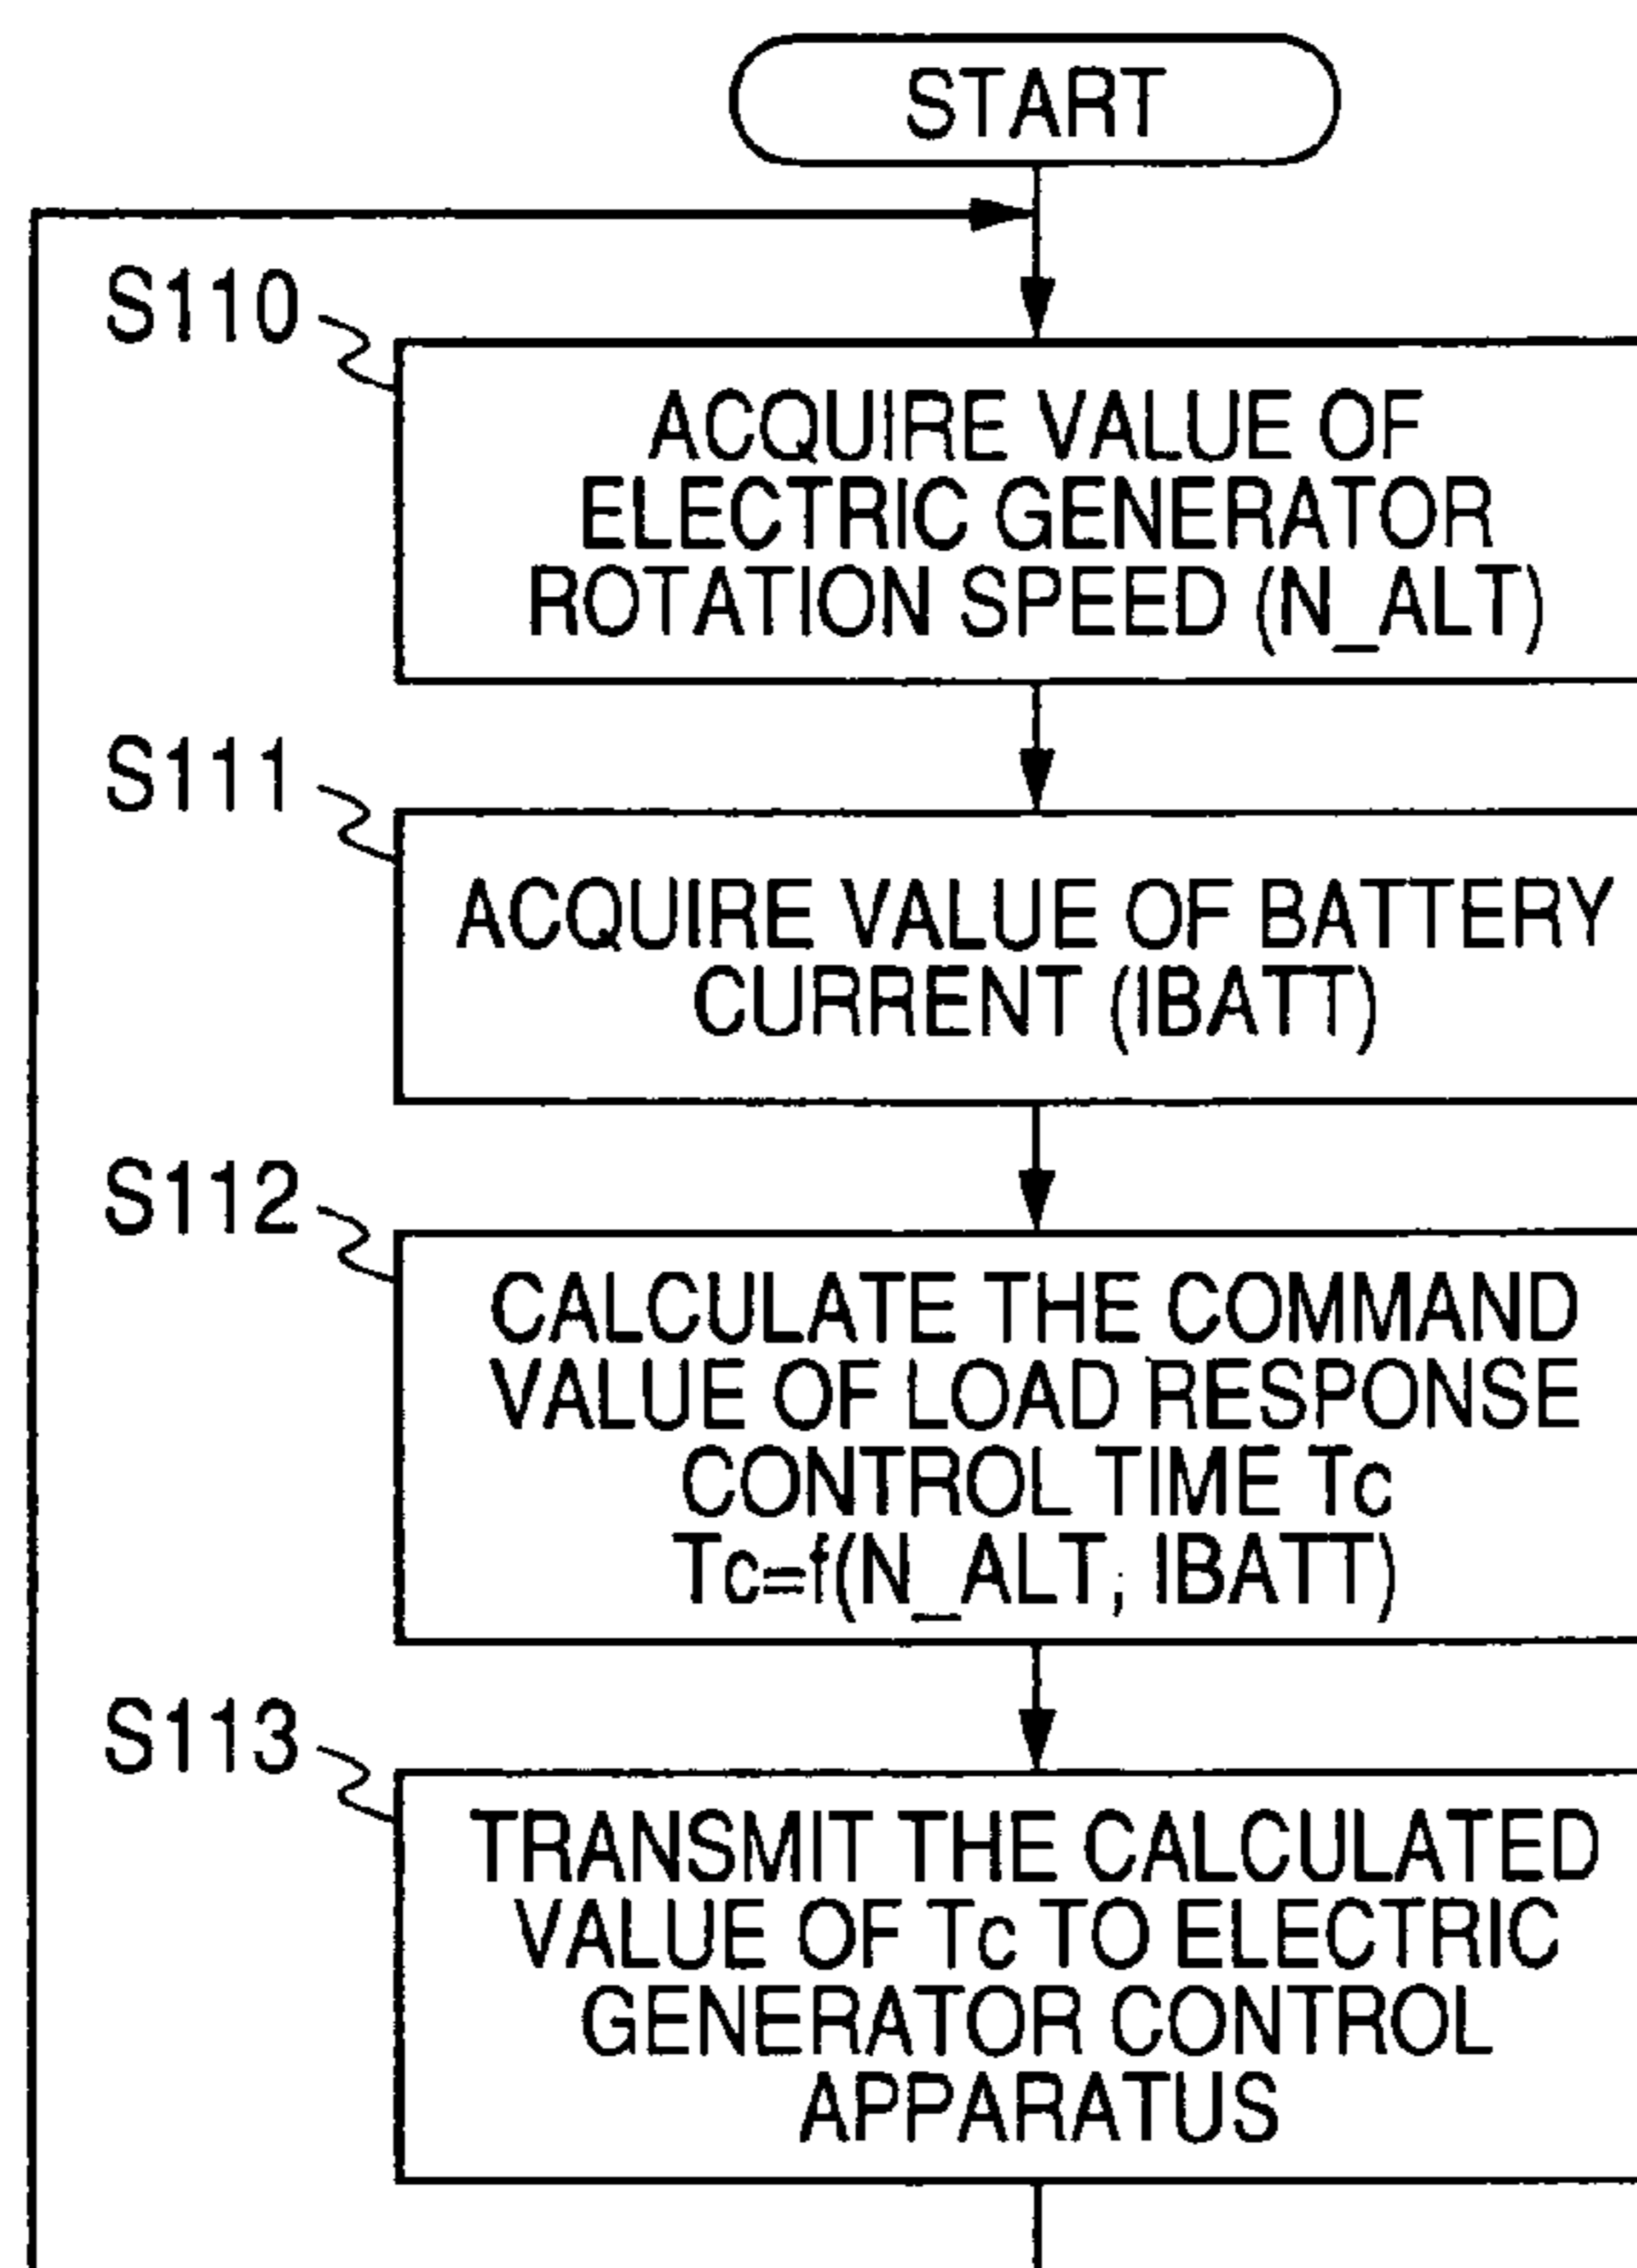 START
S110
ACQUIRE VALUE OF
ELECTRIC GENERATOR
ROTATION SPEED (N_ALT)
S111
ACQUIRE VALUE OF BATTERY
CURRENT (IBATT)
S112
CALCULATE THE COMMAND
VALUE OF LOAD RESPONSE
CONTROL TIME Tc
Tc=f(N_ALT, IBATT)
S113
TRANSMIT THE CALCULATED
VALUE OF Tc TO ELECTRIC
GENERATOR CONTROL
APPARATUS